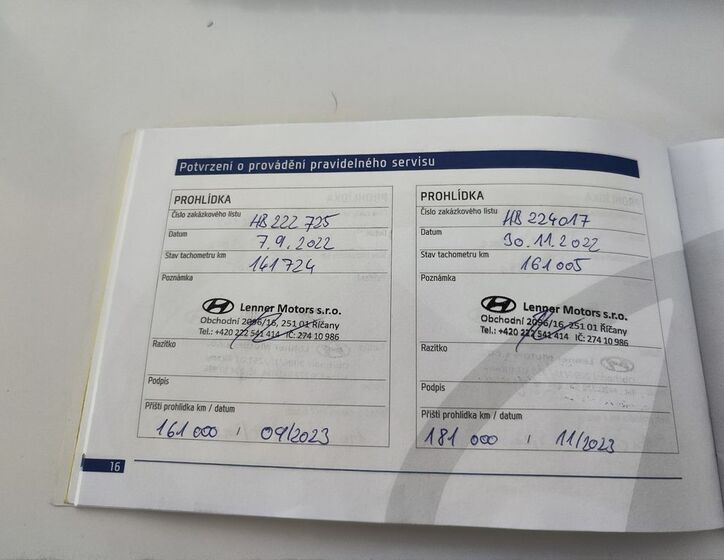 Potvrzení o provádění pravidelného servisu
PROHLÍDKA
Číslo zakázkového listu HB 222 725
Datum 7.9.2022
Stav tachometru km 141 724
Poznámka
Lenner Motors s.r.o.
Obchodní 2096/16, 251 01 Říčany
Tel.: +420 222 541 414 IČ: 274 10 986
Razítko
Podpis
Příští prohlídka km / datum
161 000 / 09/2023
PROHLÍDKA
Číslo zakázkového listu HB 224017
Datum 30.11.2022
Stav tachometru km 161 005
Poznámka
Lenner Motors s.r.o.
Obchodní 2096/16, 251 01 Říčany
Tel.: +420 222 541 414 IČ: 274 10 986
Razítko
Podpis
Příští prohlídka km / datum
181 000 / 11/2023
16